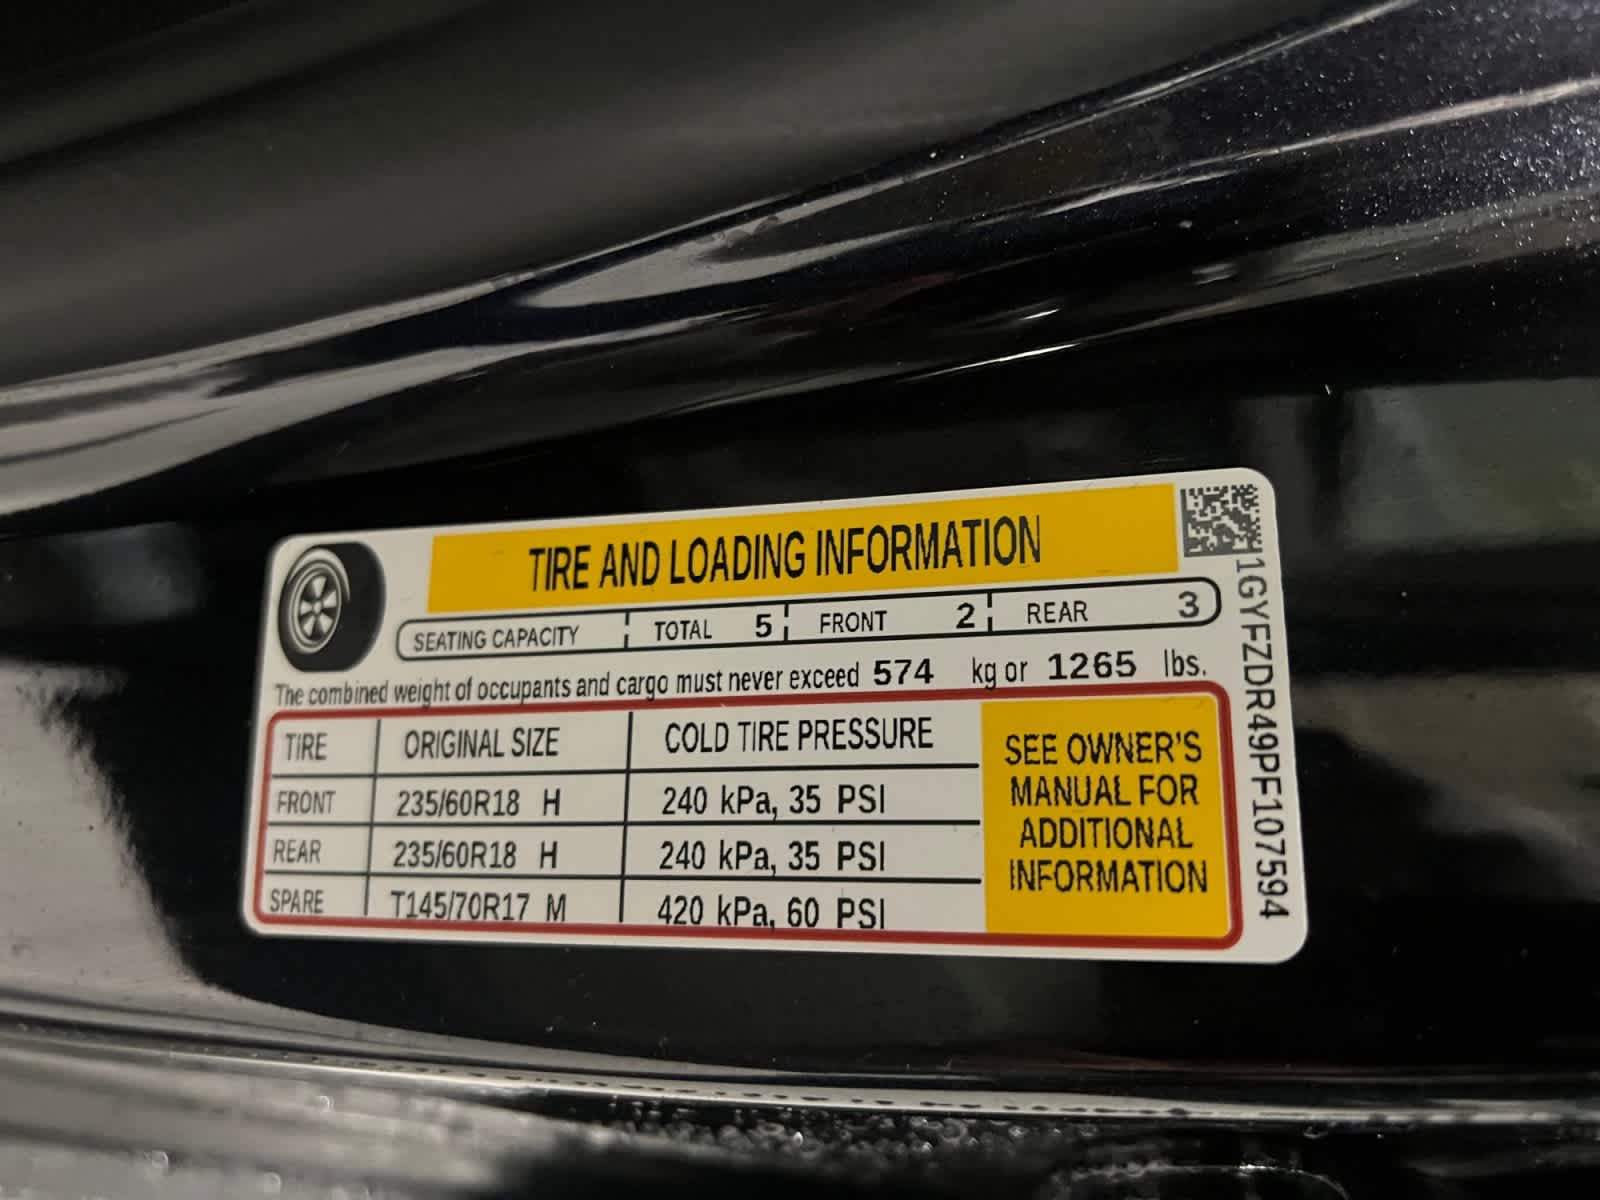 TIRE AND LOADING INFORMATION
SEATING CAPACITY TOTAL 5 FRONT 2 REAR 3
The combined weight of occupants and cargo must never exceed 574 kg or 1265 lbs.
TIRE ORIGINAL SIZE COLD TIRE PRESSURE
FRONT 235/60R18 H 240 kPa, 35 PSI
REAR 235/60R18 H 240 kPa, 35 PSI
SPARE T145/70R17 M 420 kPa, 60 PSI
SEE OWNER'S
MANUAL FOR
ADDITIONAL
INFORMATION
1GYFZDR49PF107594